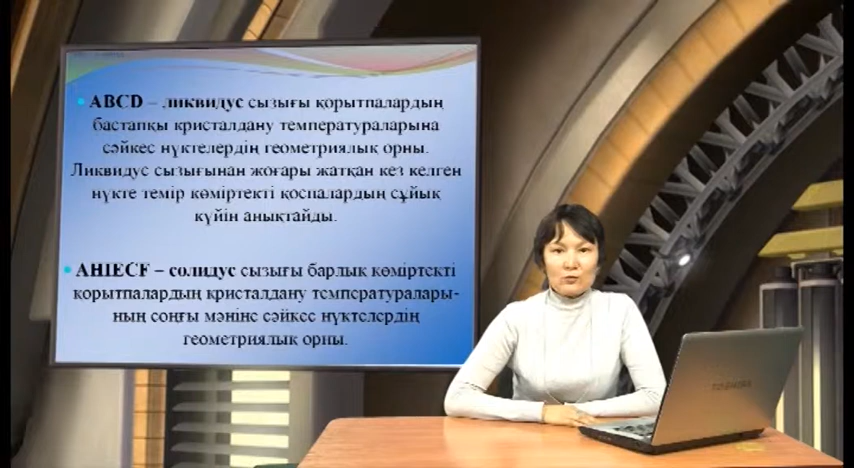 ABCD – ликвидус сызығы қорытпалардың
бастапқы кристалдану температураларына
сәйкес нүктелердің геометриялық орны.
Ликвидус сызығынан жоғары жатқан кез келген
нүкте темір көміртекті қоспалардың сұйық
күйін анықтайды.
AHIECF – солидус сызығы барлық көміртекті
қорытпалардың кристалдану температуралары-
ның соңғы мәніне сәйкес нүктелердің
геометриялық орны.
TOSHIBA